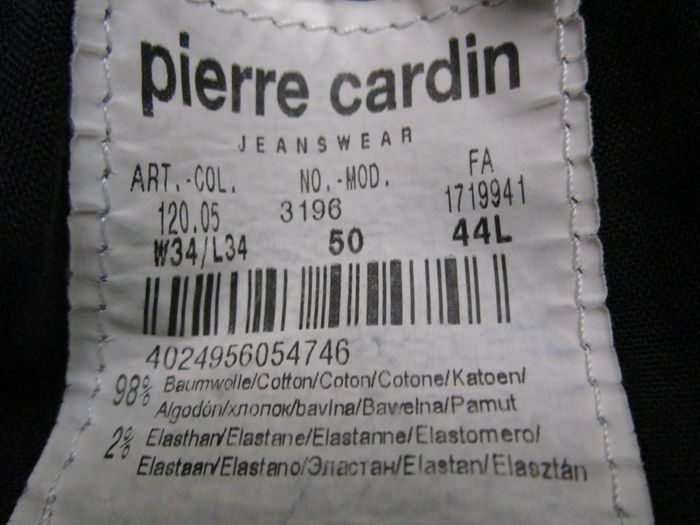 pierre cardin
JEANSWEAR
ART.-COL. NO.-MOD. FA
120.05 3196 1719941
W34/L34 50 44L
4024956054746
98% Baumwolle/Cotton/Coton/Cotone/Katoen/
Algodón/хлопок/bavlna/Bawełna/Pamut
2% Elasthan/Elastane/Elastanne/Elastomero/
Elastaan/Elastano/Эластан/Elastan/Elasztán